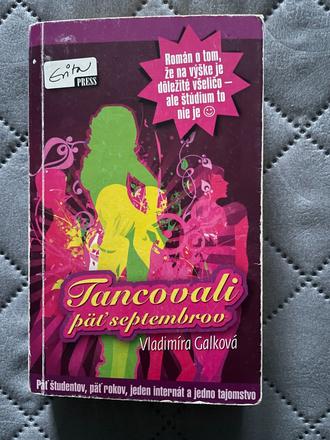 Evita
PRESS
Román o tom,
že na výške je
dôležité všeličo –
ale štúdium to
nie je ☺
Tancovali
päť septembrov
Vladimíra Galková
Päť študentov, päť rokov, jeden internát a jedno tajomstvo